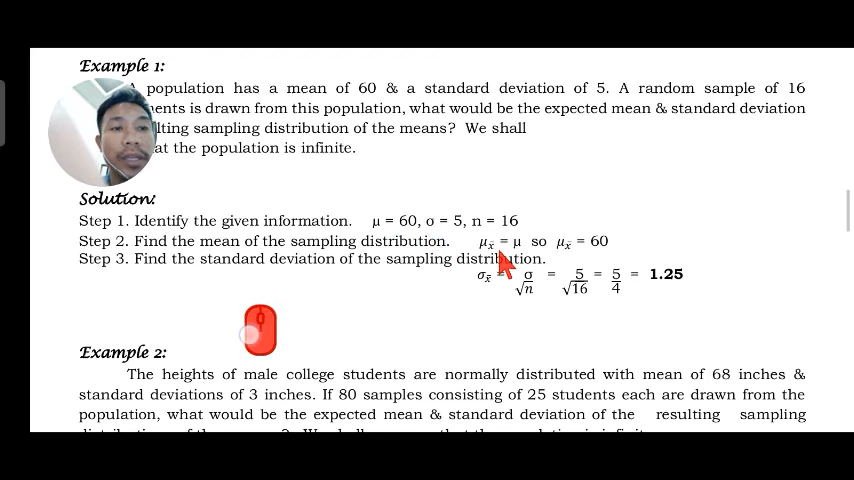 Example 1:
population has a mean of 60 & a standard deviation of 5. A random sample of 16
is drawn from this population, what would be the expected mean & standard deviation
sampling distribution of the means? We shall
at the population is infinite.
Solution:
Step 1. Identify the given information. μ = 60, σ = 5, n = 16
Step 2. Find the mean of the sampling distribution. μx̄ = μ so μx̄ = 60
Step 3. Find the standard deviation of the sampling distribution.
σx̄ = σ/√n = 5/√16 = 5/4 = 1.25
Example 2:
The heights of male college students are normally distributed with mean of 68 inches &
standard deviations of 3 inches. If 80 samples consisting of 25 students each are drawn from the
population, what would be the expected mean & standard deviation of the resulting sampling